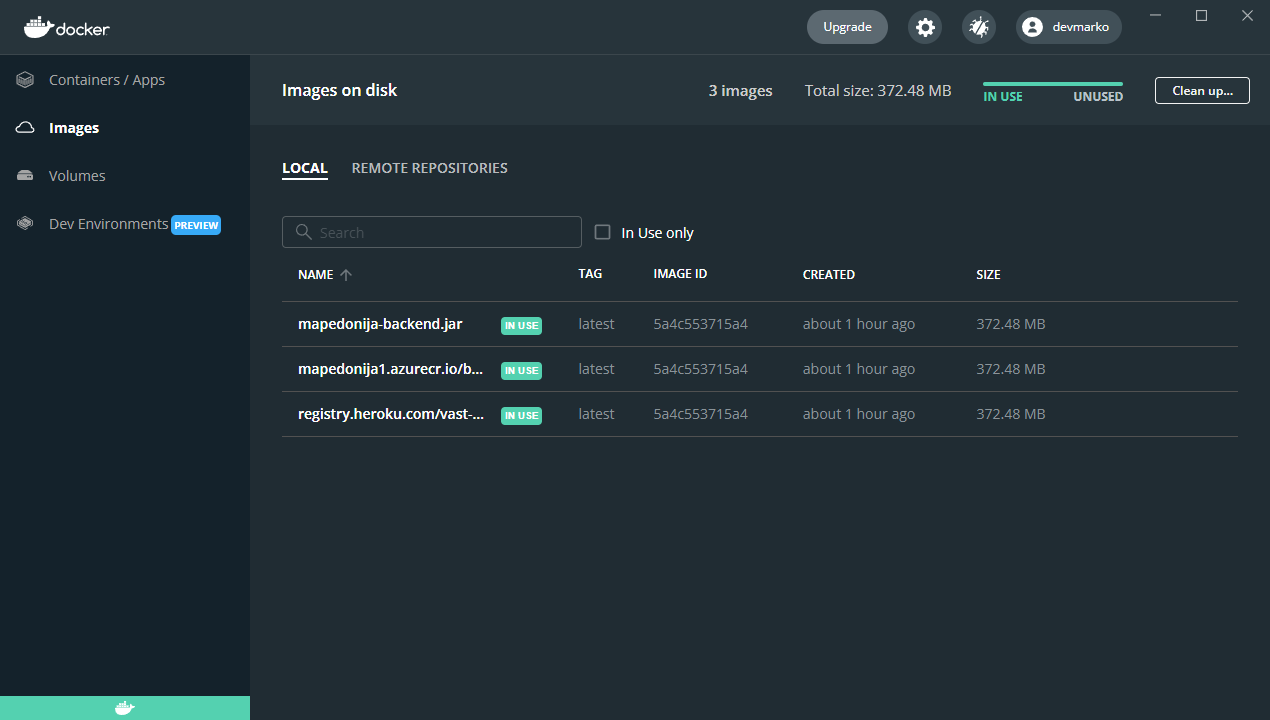 docker
Upgrade
devmarko
Containers / Apps
Images
Volumes
Dev Environments PREVIEW
Images on disk
3 images
Total size: 372.48 MB
IN USE UNUSED
Clean up...
LOCAL REMOTE REPOSITORIES
Search
In Use only
NAME TAG IMAGE ID CREATED SIZE
mapedonija-backend.jar IN USE latest 5a4c553715a4 about 1 hour ago 372.48 MB
mapedonija1.azurecr.io/b... IN USE latest 5a4c553715a4 about 1 hour ago 372.48 MB
registry.heroku.com/vast-... IN USE latest 5a4c553715a4 about 1 hour ago 372.48 MB